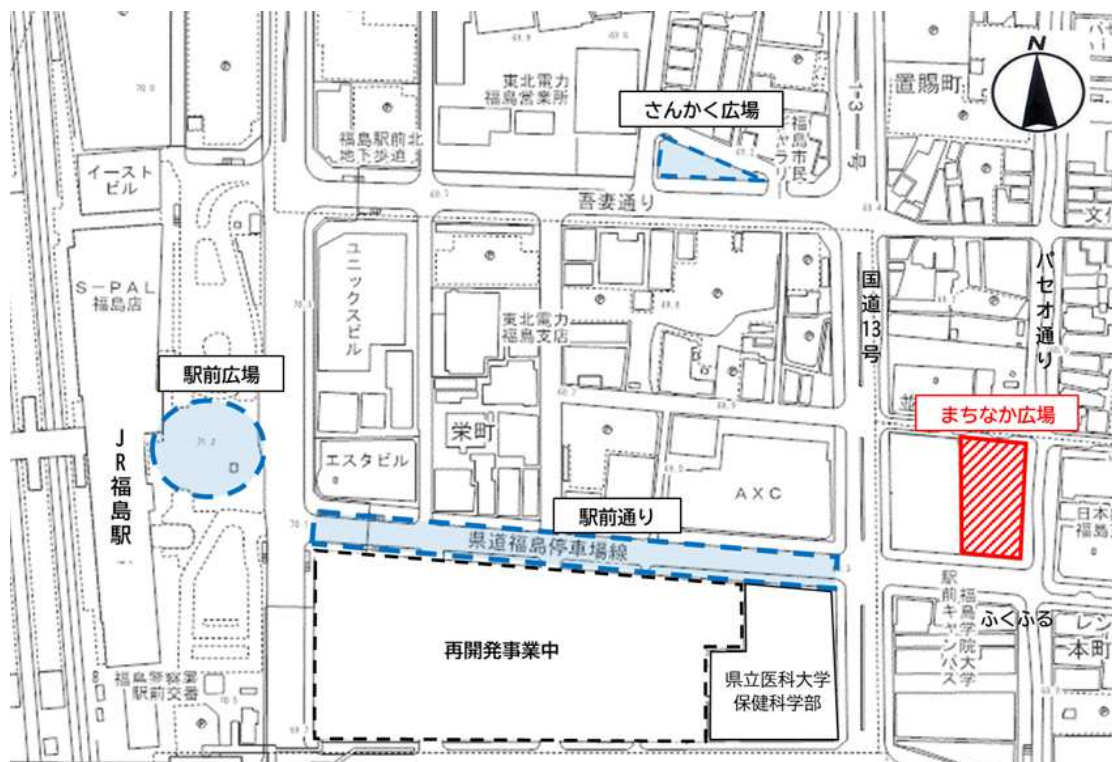 N
東北電力
福島営業所
さんかく広場
置賜町
福島駅前北
地下歩道
福島市民
ギャラリー
13号
イースト
ビル
吾妻通り
S-PAL
福島店
ユニックスビル
東北電力
福島支店
国道13号
パセオ通り
駅前広場
まちなか広場
JR福島駅
栄町
エスタビル
AXC
駅前通り
県道福島停車場線
日本
再開発事業中
福島学院大学
駅前キャンパス
ふくふる
本町
県立医科大学
保健科学部
福島警察署
駅前交番